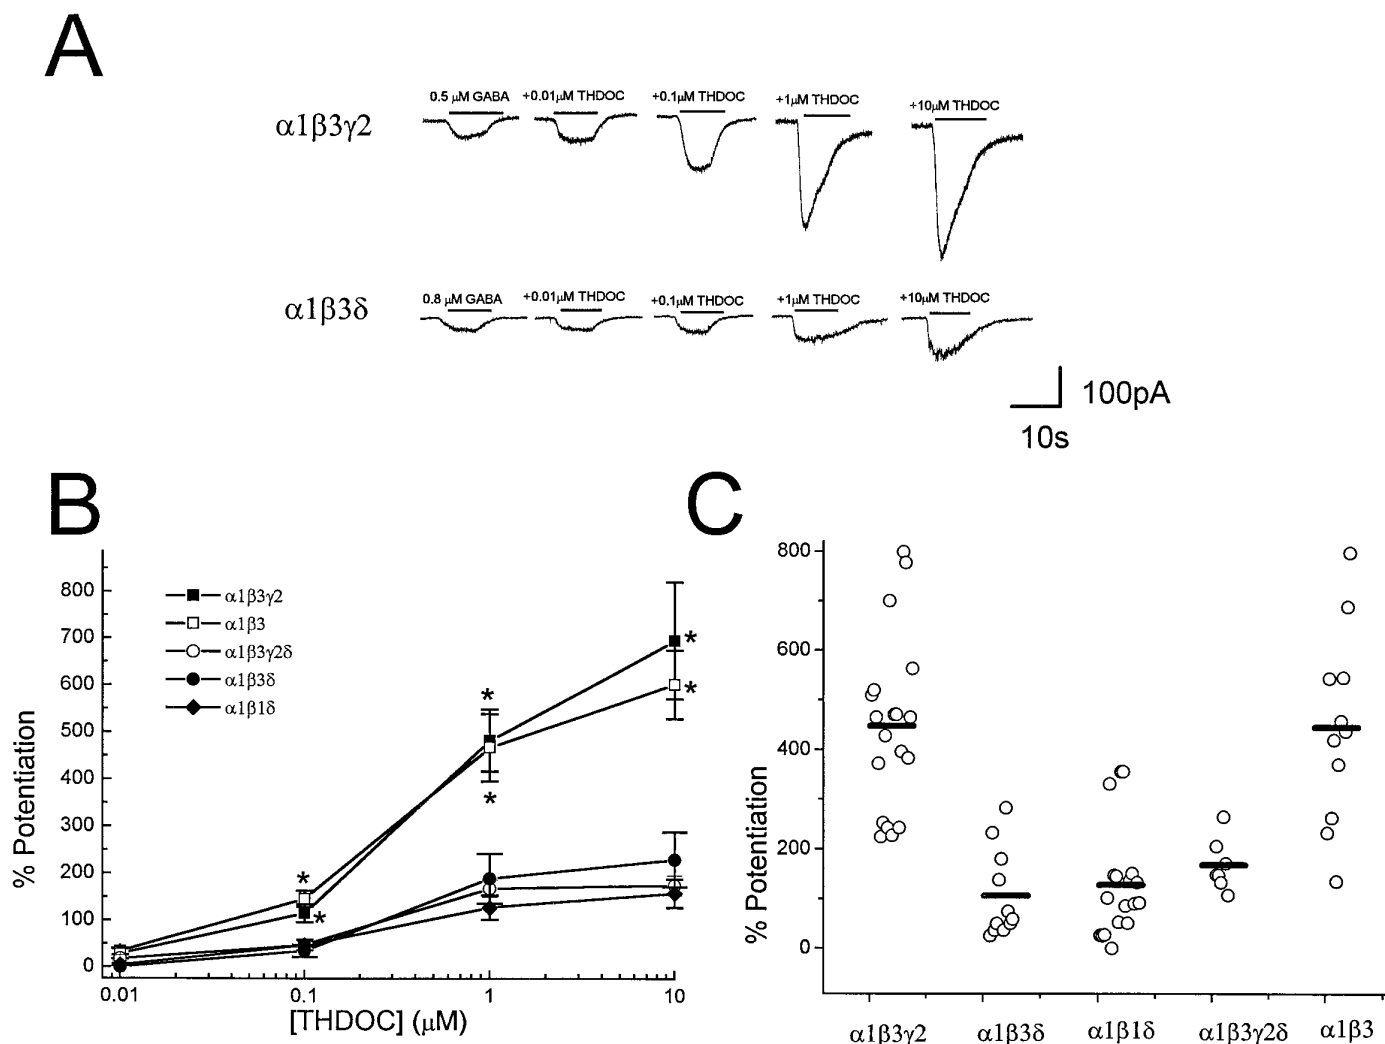 A
0.5 μM GABA +0.01μM THDOC +0.1μM THDOC +1μM THDOC +10μM THDOC
α1β3γ2
0.8 μM GABA +0.01μM THDOC +0.1μM THDOC +1μM THDOC +10μM THDOC
α1β3δ
100pA
10s
B
% Potentiation
800
700
600
500
400
300
200
100
0
α1β3γ2
α1β3
α1β3γ2δ
α1β3δ
α1β1δ
*
*
*
*
*
*
0.01 0.1 1 10
[THDOC] (μM)
C
% Potentiation
800
600
400
200
0
α1β3γ2 α1β3δ α1β1δ α1β3γ2δ α1β3